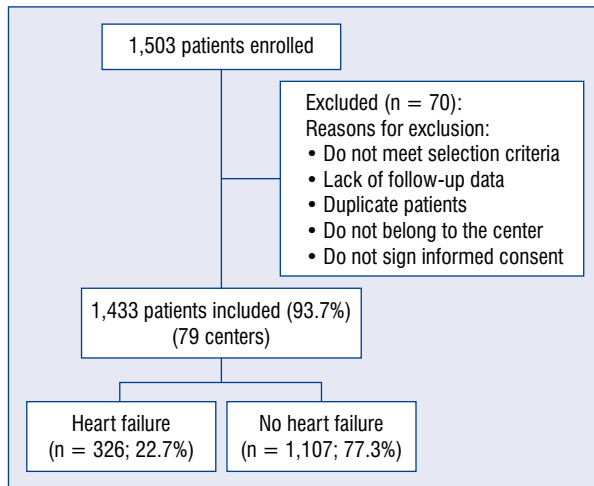 1,503 patients enrolled
Excluded (n = 70):
Reasons for exclusion:
• Do not meet selection criteria
• Lack of follow-up data
• Duplicate patients
• Do not belong to the center
• Do not sign informed consent
1,433 patients included (93.7%)
(79 centers)
Heart failure
(n = 326; 22.7%)
No heart failure
(n = 1,107; 77.3%)